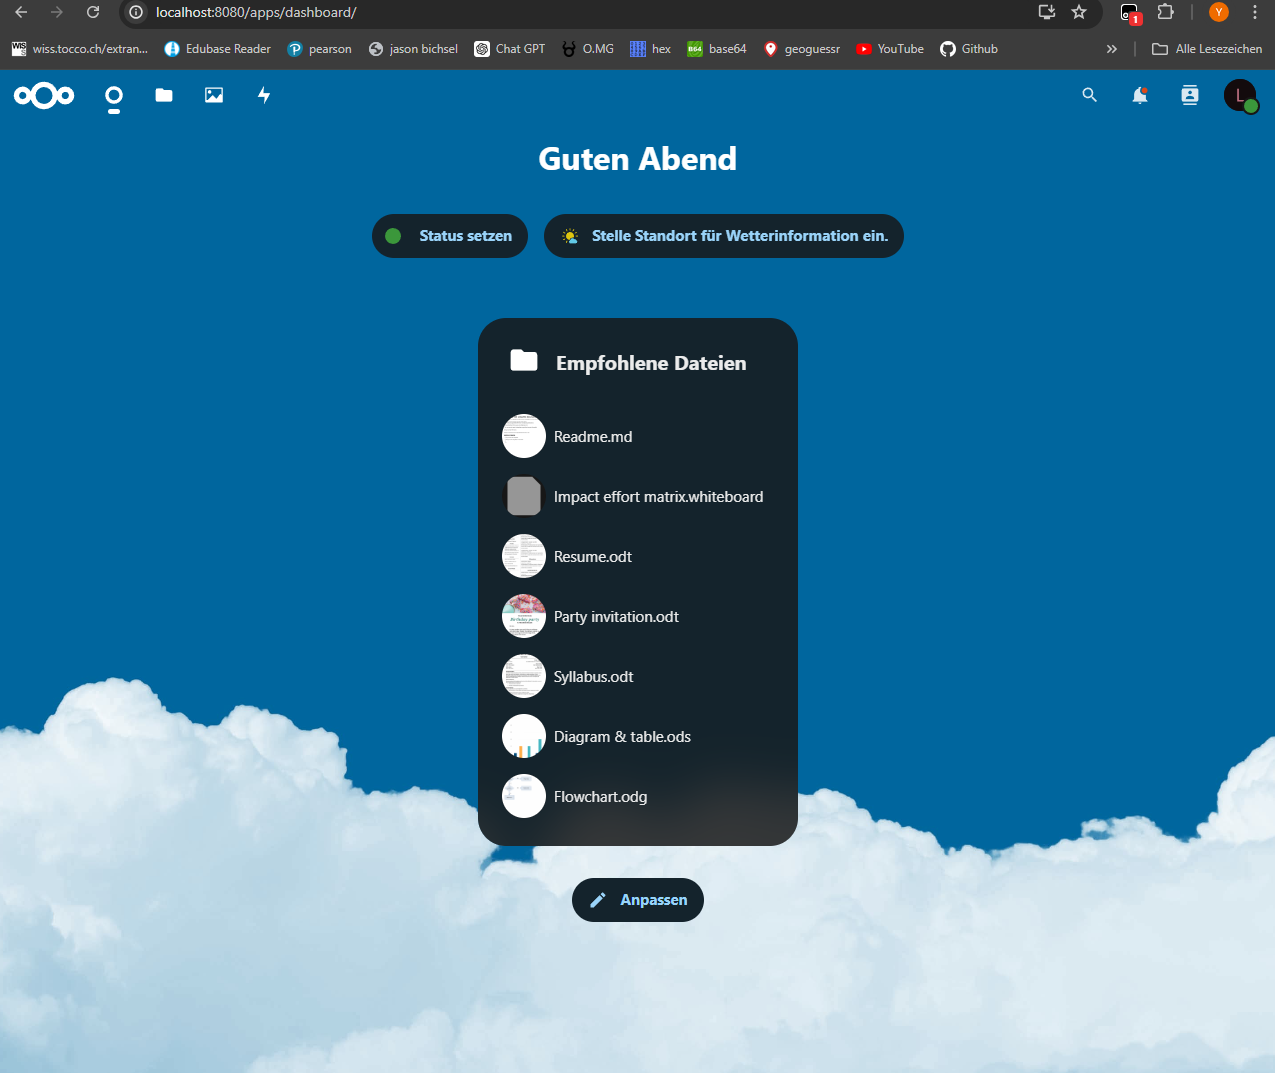 localhost:8080/apps/dashboard/
1
Y
wiss.tocco.ch/extran...
Edubase Reader
pearson
jason bichsel
Chat GPT
O.MG
hex
B64
base64
geoguessr
YouTube
Github
Alle Lesezeichen
L
Guten Abend
Status setzen
Stelle Standort für Wetterinformation ein.
Empfohlene Dateien
Readme.md
Impact effort matrix.whiteboard
Resume.odt
Party invitation.odt
Syllabus.odt
Diagram & table.ods
Flowchart.odg
Anpassen